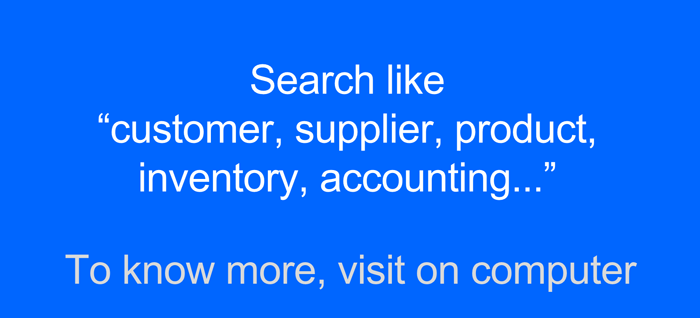 Search like
“customer, supplier, product,
inventory, accounting...”
To know more, visit on computer